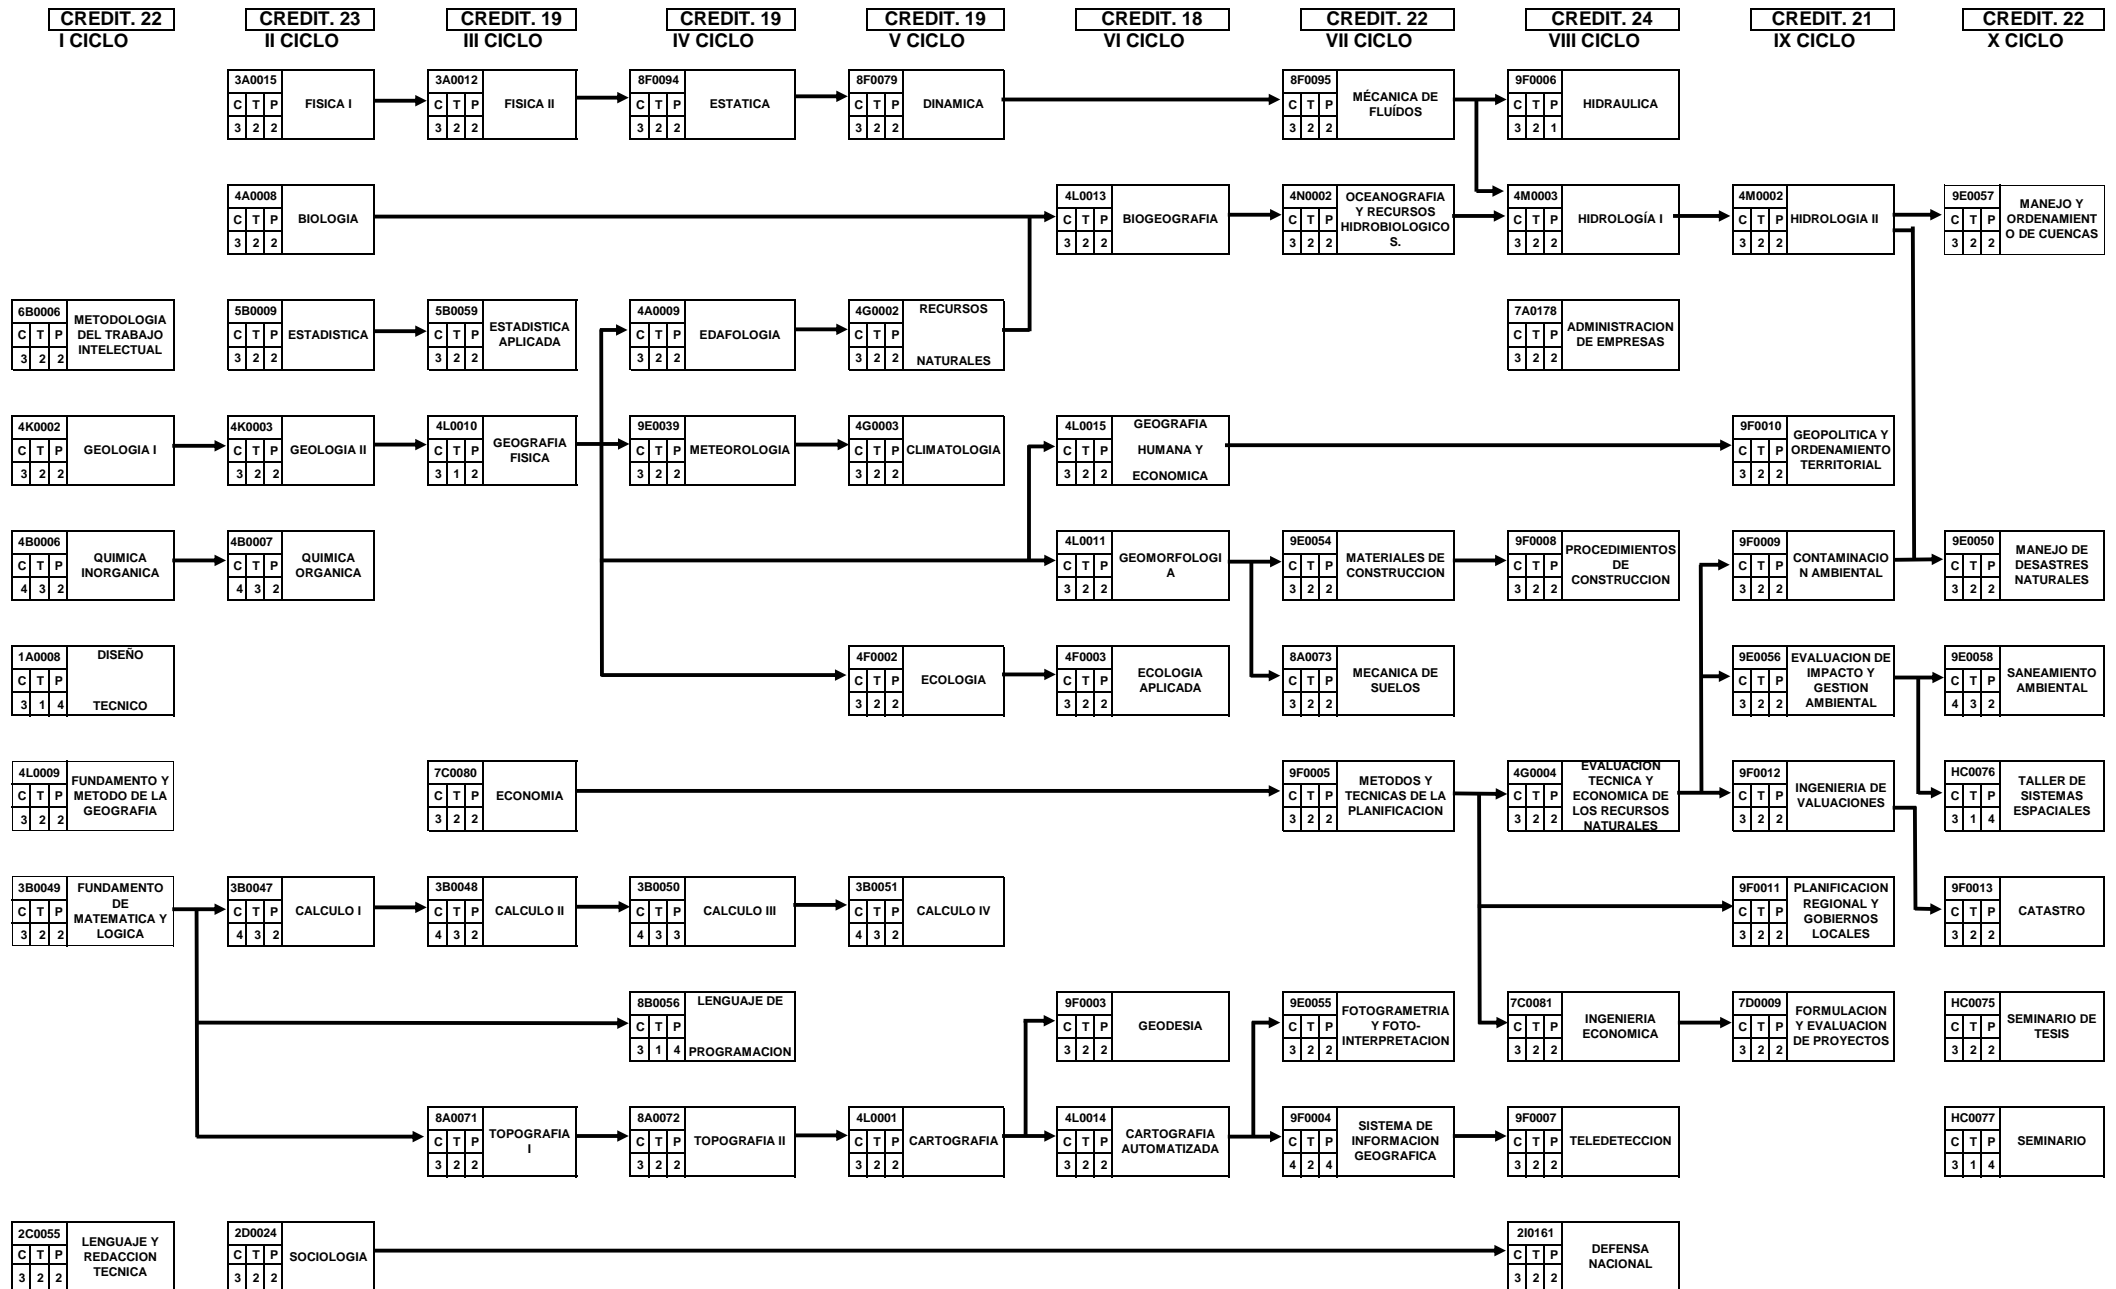 CREDIT. 22 CREDIT. 23 CREDIT. 19 CREDIT. 19 CREDIT. 19 CREDIT. 18 CREDIT. 22 CREDIT. 24 CREDIT. 21 CREDIT. 22
I CICLO II CICLO III CICLO IV CICLO V CICLO VI CICLO VII CICLO VIII CICLO IX CICLO X CICLO
3A0015
C T P FISICA I
3 2 2
3A0012
C T P FISICA II
3 2 2
8F0094
C T P ESTATICA
3 2 2
8F0079
C T P DINAMICA
3 2 2
8F0095
C T P MÉCANICA DE
FLUÍDOS
3 2 2
9F0006
C T P HIDRAULICA
3 2 1
4A0008
C T P BIOLOGIA
3 2 2
4L0013
C T P BIOGEOGRAFIA
3 2 2
4N0002 OCEANOGRAFIA
C T P Y RECURSOS
HIDROBIOLOGICO
3 2 2 S.
4M0003
C T P HIDROLOGÍA I
3 2 2
4M0002
C T P HIDROLOGIA II
3 2 2
9E0057 MANEJO Y
C T P ORDENAMIENT
3 2 2 O DE CUENCAS
6B0006 METODOLOGIA
C T P DEL TRABAJO
3 2 2 INTELECTUAL
5B0009
C T P ESTADISTICA
3 2 2
5B0059
C T P ESTADISTICA
APLICADA
3 2 2
4A0009
C T P EDAFOLOGIA
3 2 2
4G0002 RECURSOS
C T P
3 2 2 NATURALES
7A0178
C T P ADMINISTRACION
DE EMPRESAS
3 2 2
4K0002
C T P GEOLOGIA I
3 2 2
4K0003
C T P GEOLOGIA II
3 2 2
4L0010
C T P GEOGRAFIA
FISICA
3 1 2
9E0039
C T P METEOROLOGIA
3 2 2
4G0003
C T P CLIMATOLOGIA
3 2 2
4L0015 GEOGRAFIA
C T P HUMANA Y
3 2 2 ECONOMICA
9F0010 GEOPOLITICA Y
C T P ORDENAMIENTO
3 2 2 TERRITORIAL
4B0006
C T P QUIMICA
INORGANICA
4 3 2
4B0007
C T P QUIMICA
ORGANICA
4 3 2
4L0011
C T P GEOMORFOLOGI
A
3 2 2
9E0054
C T P MATERIALES DE
CONSTRUCCION
3 2 2
9F0008 PROCEDIMIENTOS
C T P DE
3 2 2 CONSTRUCCION
9F0009
C T P CONTAMINACIO
N AMBIENTAL
3 2 2
9E0050 MANEJO DE
C T P DESASTRES
3 2 2 NATURALES
1A0008 DISEÑO
C T P
3 1 4 TECNICO
4F0002
C T P ECOLOGIA
3 2 2
4F0003
C T P ECOLOGIA
APLICADA
3 2 2
8A0073
C T P MECANICA DE
SUELOS
3 2 2
9E0056 EVALUACION DE
C T P IMPACTO Y
GESTION
3 2 2 AMBIENTAL
9E0058
C T P SANEAMIENTO
AMBIENTAL
4 3 2
4L0009 FUNDAMENTO Y
C T P METODO DE LA
3 2 2 GEOGRAFIA
7C0080
C T P ECONOMIA
3 2 2
9F0005 METODOS Y
C T P TECNICAS DE LA
3 2 2 PLANIFICACION
4G0004 EVALUACION
TECNICA Y
C T P ECONOMICA DE
LOS RECURSOS
3 2 2 NATURALES
9F0012
C T P INGENIERIA DE
VALUACIONES
3 2 2
HC0076 TALLER DE
C T P SISTEMAS
3 1 4 ESPACIALES
3B0049 FUNDAMENTO
C T P DE
MATEMATICA Y
3 2 2 LOGICA
3B0047
C T P CALCULO I
4 3 2
3B0048
C T P CALCULO II
4 3 2
3B0050
C T P CALCULO III
4 3 3
3B0051
C T P CALCULO IV
4 3 2
9F0011 PLANIFICACION
C T P REGIONAL Y
GOBIERNOS
3 2 2 LOCALES
9F0013
C T P CATASTRO
3 2 2
8B0056 LENGUAJE DE
C T P
3 1 4 PROGRAMACION
9F0003
C T P GEODESIA
3 2 2
9E0055 FOTOGRAMETRIA
C T P Y FOTO-
3 2 2 INTERPRETACION
7C0081
C T P INGENIERIA
ECONOMICA
3 2 2
7D0009 FORMULACION
C T P Y EVALUACION
3 2 2 DE PROYECTOS
HC0075
C T P SEMINARIO DE
TESIS
3 2 2
8A0071
C T P TOPOGRAFIA
I
3 2 2
8A0072
C T P TOPOGRAFIA II
3 2 2
4L0001
C T P CARTOGRAFIA
3 2 2
4L0014
C T P CARTOGRAFIA
AUTOMATIZADA
3 2 2
9F0004 SISTEMA DE
C T P INFORMACION
4 2 4 GEOGRAFICA
9F0007
C T P TELEDETECCION
3 2 2
HC0077
C T P SEMINARIO
3 1 4
2C0055 LENGUAJE Y
C T P REDACCION
3 2 2 TECNICA
2D0024
C T P SOCIOLOGIA
3 2 2
2I0161
C T P DEFENSA
NACIONAL
3 2 2